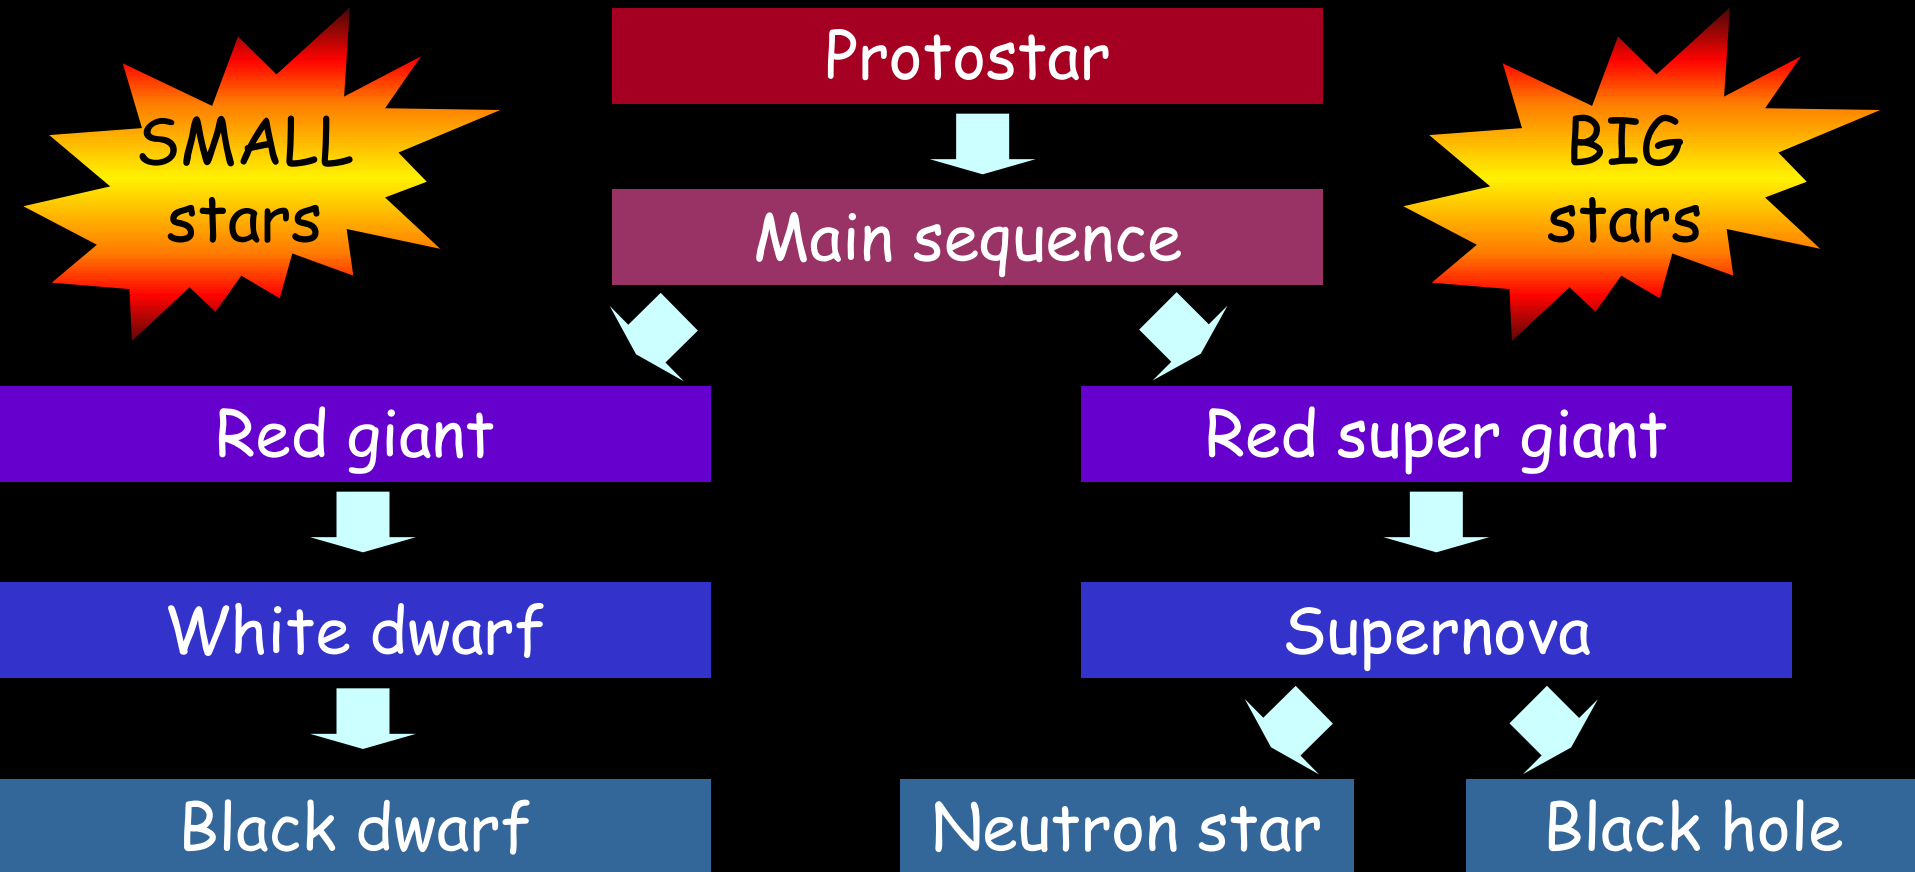 SMALL
stars
Protostar
BIG
stars
Main sequence
Red giant
Red super giant
White dwarf
Supernova
Black dwarf
Neutron star
Black hole